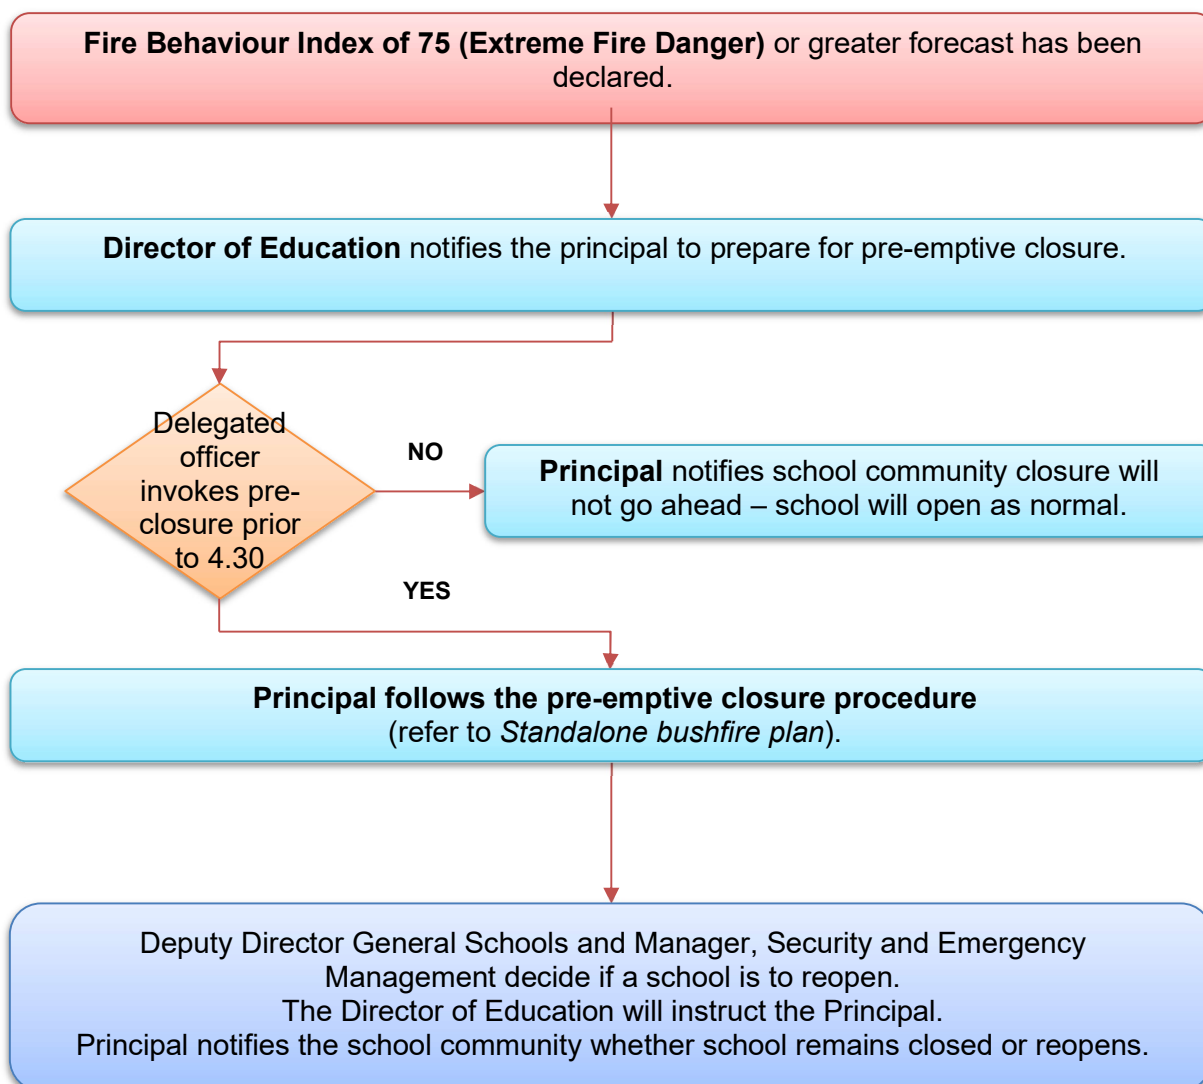 Fire Behaviour Index of 75 (Extreme Fire Danger) or greater forecast has been
declared.
Director of Education notifies the principal to prepare for pre-emptive closure.
Delegated
officer
invokes pre-
closure prior
to 4.30
NO
Principal notifies school community closure will
not go ahead – school will open as normal.
YES
Principal follows the pre-emptive closure procedure
(refer to Standalone bushfire plan).
Deputy Director General Schools and Manager, Security and Emergency
Management decide if a school is to reopen.
The Director of Education will instruct the Principal.
Principal notifies the school community whether school remains closed or reopens.